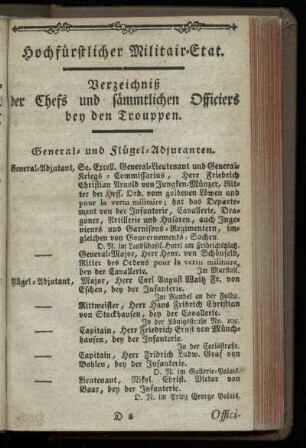 Hochfürstlicher Militair-Etat.
Verzeichniß
der Chefs und sämmtlichen Officiers
bey den Trouppen.
General- und Flügel-Adjutanten.
General-Adjutant, Se. Excell. General-Lieutenant und General-
Kriegs-Commissarius, Herr Friedrich
Christian Arnold von Jungken-Münzer, Rit-
ter des Hess. Ord. vom goldenen Löwen und
pour la vertu militaire; hat das Departe-
ment von der Infanterie, Cavallerie, Dra-
goner, Artillerie und Husaren, auch Inge-
nieurs und Garnisons-Regimentern, im-
gleichen von Gouvernements-Sachen
O. N. im Landschaftl. Hotel am Fridrichsplatz.
— General-Major, Herr Henr. von Schönfeld,
Ritter des Ordens pour la vertu militaire,
bey der Cavallerie. Im Marstall.
Flügel-Adjutant, Major, Herr Carl August Waitz Fr. von
Eschen, bey der Infanterie.
Im Rondel an der Fulda.
— Rittmeister, Herr Hans Fridrich Christian
von Stockhausen, bey der Cavallerie.
In der Königsstraße No. 105.
— Capitain, Herr Friedrich Ernst von Münch-
hausen, bey der Infanterie.
In der Carlsstraße.
— Capitain, Herr Fridrich Ludw. Graf von
Bohlen, bey der Infanterie.
O. N. im Gallerie-Palais.
— Lieutenant, Nikol. Christ. Victor von
Baar, bey der Infanterie.
O. N. im Prinz George Palais.
D 2
Offici-